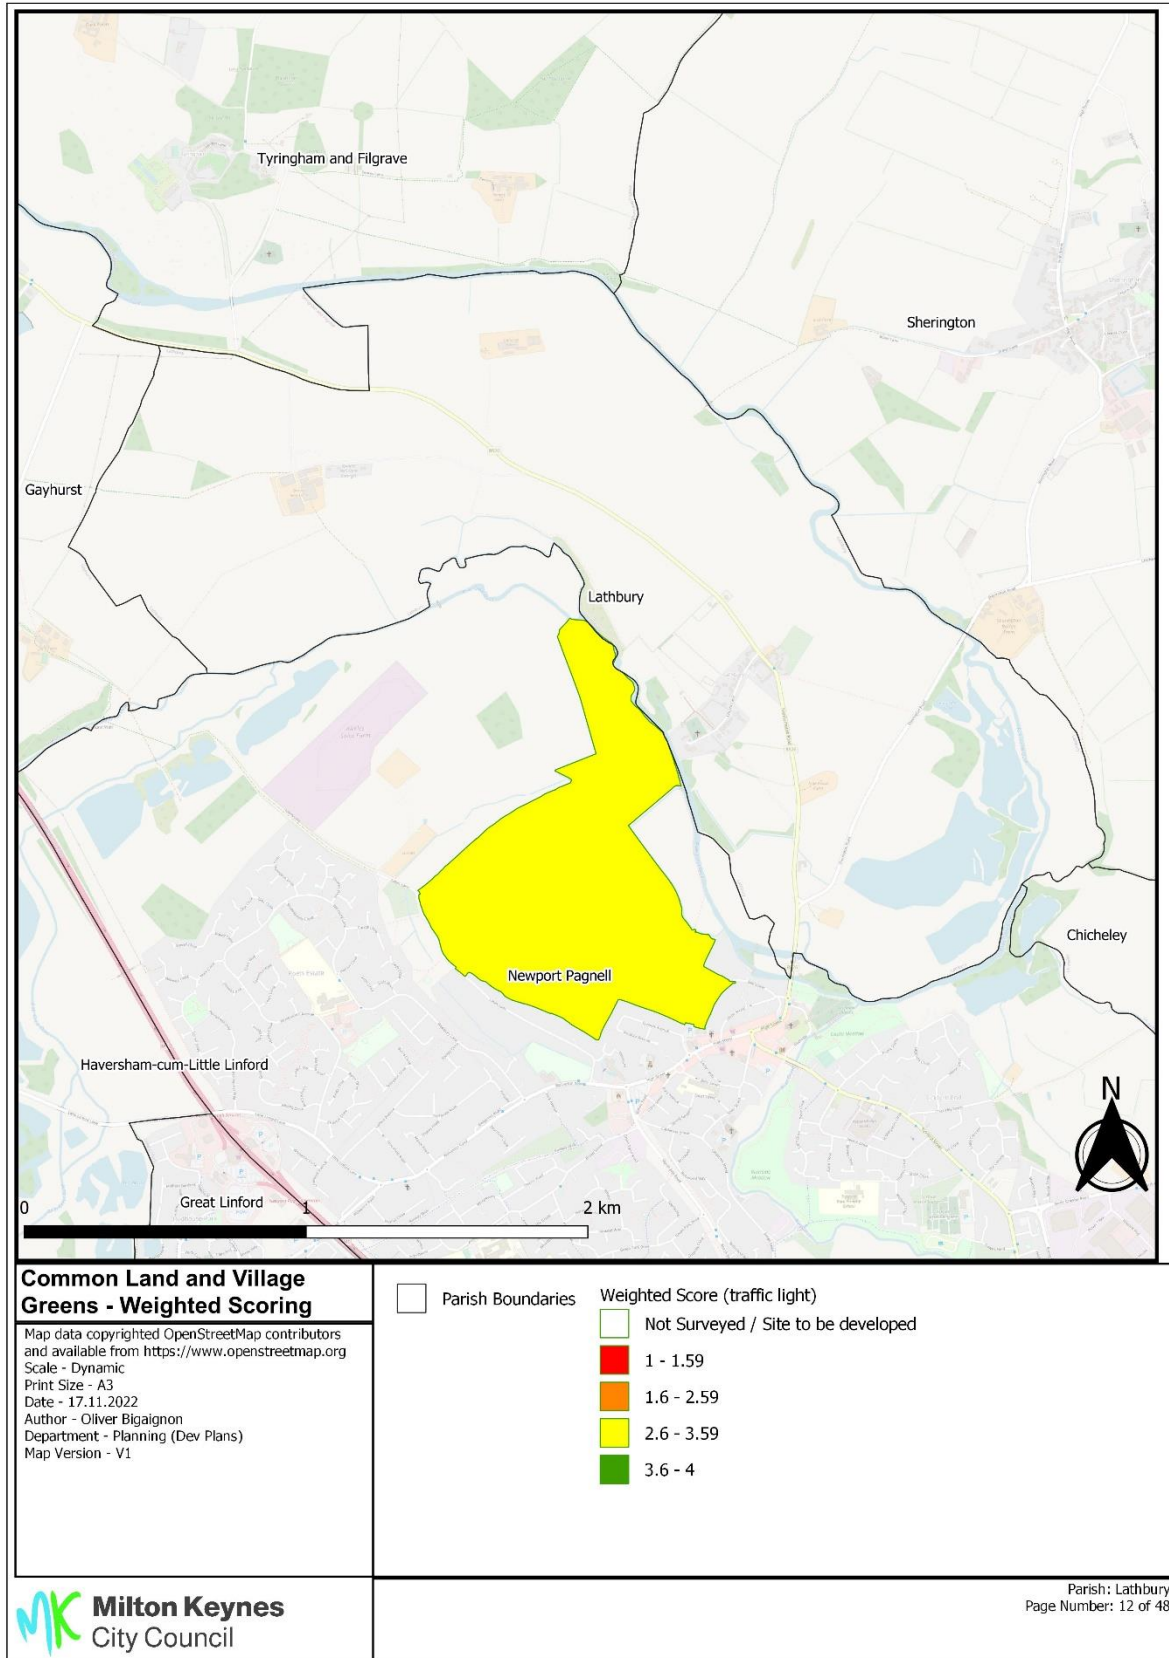 Tyringham and Filgrave
Sherington
Gayhurst
Lathbury
Chicheley
Newport Pagnell
Haversham-cum-Little Linford
Great Linford
N
0 1 2 km
Common Land and Village
Greens - Weighted Scoring
Map data copyrighted OpenStreetMap contributors
and available from https://www.openstreetmap.org
Scale - Dynamic
Print Size - A3
Date - 17.11.2022
Author - Oliver Bigaignon
Department - Planning (Dev Plans)
Map Version - V1
Parish Boundaries
Weighted Score (traffic light)
Not Surveyed / Site to be developed
1 - 1.59
1.6 - 2.59
2.6 - 3.59
3.6 - 4
MK Milton Keynes
City Council
Parish: Lathbury
Page Number: 12 of 48